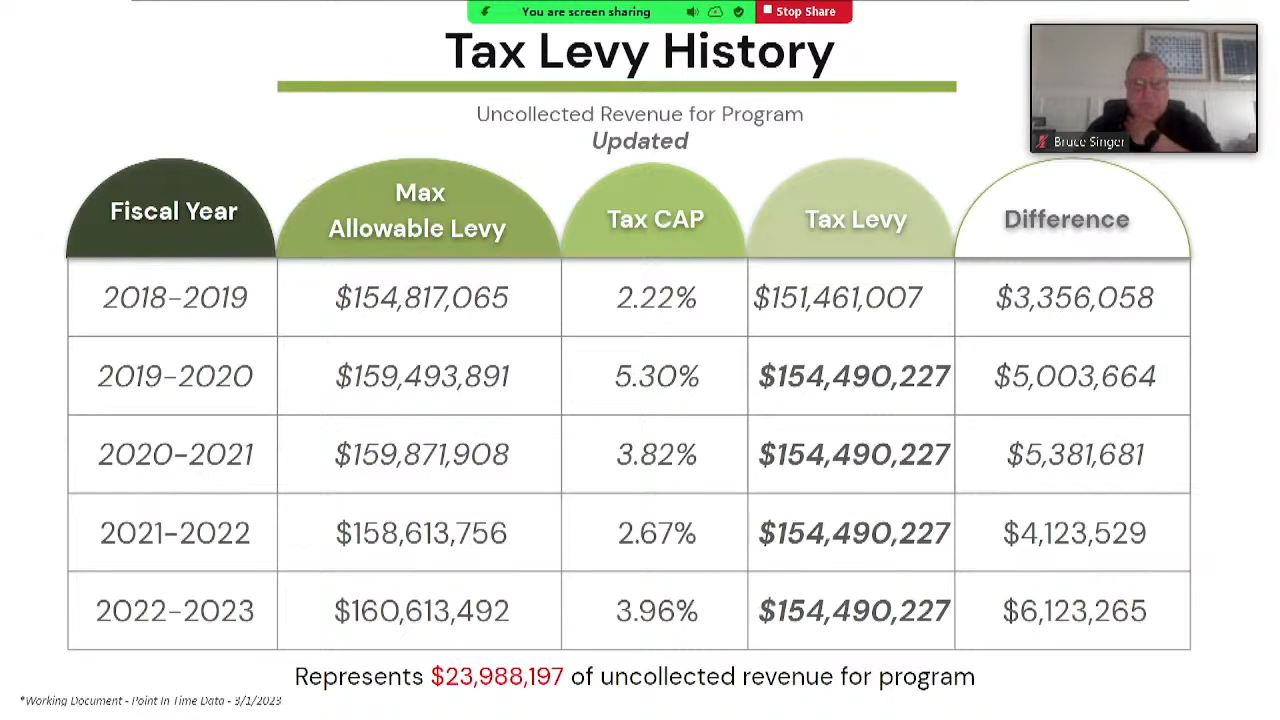 You are screen sharing
Stop Share
Tax Levy History
Uncollected Revenue for Program
Updated
Bruce Singer
Fiscal Year
Max
Allowable Levy
Tax CAP
Tax Levy
Difference
2018-2019 $154,817,065 2.22% $151,461,007 $3,356,058
2019-2020 $159,493,891 5.30% $154,490,227 $5,003,664
2020-2021 $159,871,908 3.82% $154,490,227 $5,381,681
2021-2022 $158,613,756 2.67% $154,490,227 $4,123,529
2022-2023 $160,613,492 3.96% $154,490,227 $6,123,265
Represents $23,988,197 of uncollected revenue for program
*Working Document - Point In Time Data - 3/1/2023